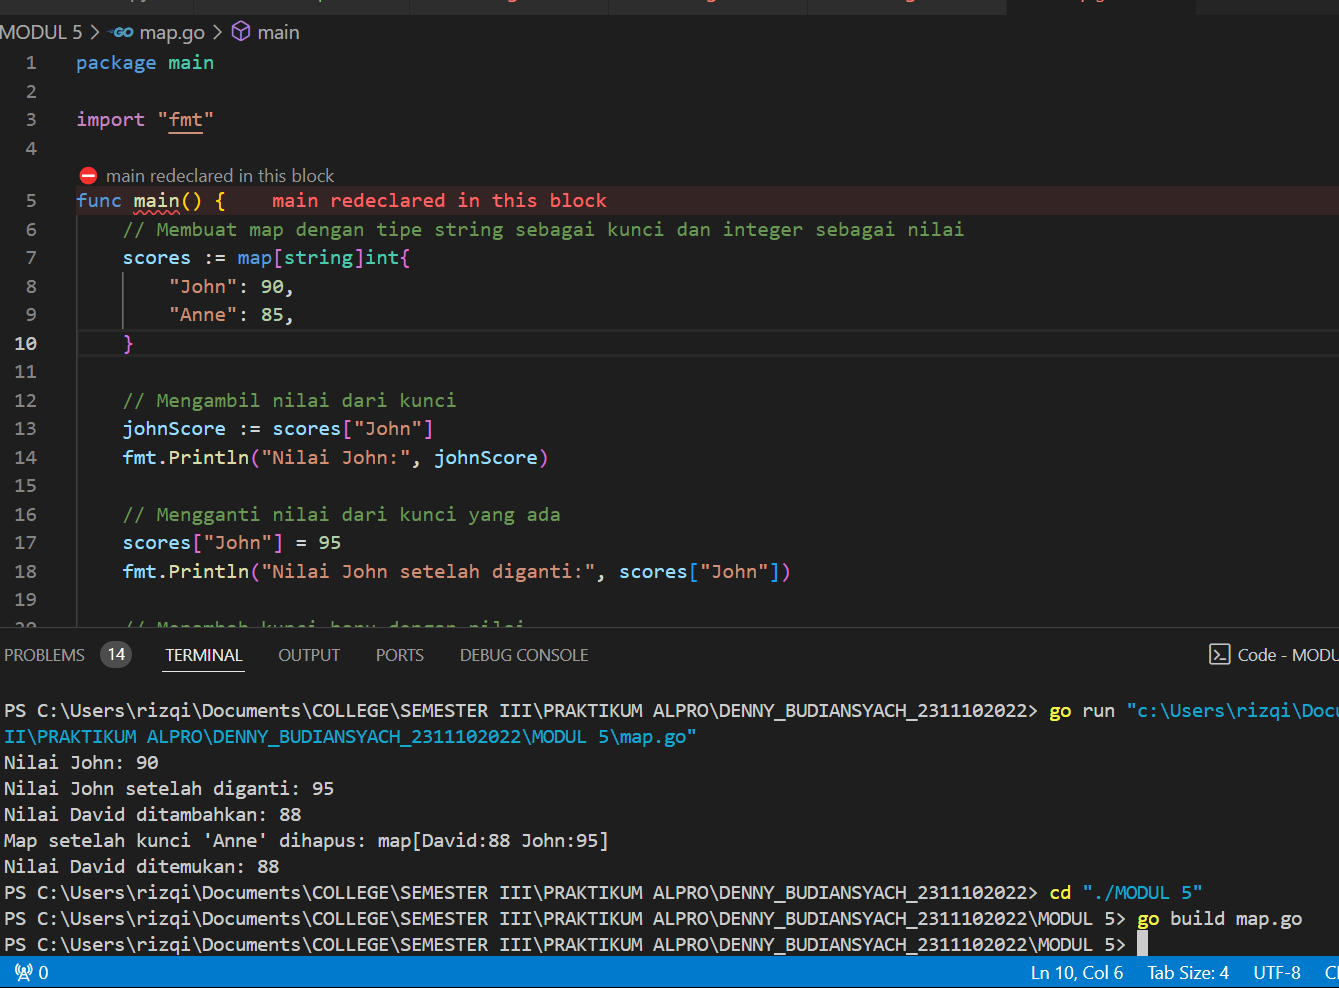 MODUL 5 > GO map.go > main
1 package main
2
3 import "fmt"
4
main redeclared in this block
5 func main() { main redeclared in this block
6 // Membuat map dengan tipe string sebagai kunci dan integer sebagai nilai
7 scores := map[string]int{
8 "John": 90,
9 "Anne": 85,
10 }
11
12 // Mengambil nilai dari kunci
13 johnScore := scores["John"]
14 fmt.Println("Nilai John:", johnScore)
15
16 // Mengganti nilai dari kunci yang ada
17 scores["John"] = 95
18 fmt.Println("Nilai John setelah diganti:", scores["John"])
19
20 // Menambah kunci baru dengan nilai
PROBLEMS 14 TERMINAL OUTPUT PORTS DEBUG CONSOLE Code - MODU
PS C:\Users\rizqi\Documents\COLLEGE\SEMESTER III\PRAKTIKUM ALPRO\DENNY_BUDIANSYACH_2311102022> go run "c:\Users\rizqi\Docu
II\PRAKTIKUM ALPRO\DENNY_BUDIANSYACH_2311102022\MODUL 5\map.go"
Nilai John: 90
Nilai John setelah diganti: 95
Nilai David ditambahkan: 88
Map setelah kunci 'Anne' dihapus: map[David:88 John:95]
Nilai David ditemukan: 88
PS C:\Users\rizqi\Documents\COLLEGE\SEMESTER III\PRAKTIKUM ALPRO\DENNY_BUDIANSYACH_2311102022> cd "./MODUL 5"
PS C:\Users\rizqi\Documents\COLLEGE\SEMESTER III\PRAKTIKUM ALPRO\DENNY_BUDIANSYACH_2311102022\MODUL 5> go build map.go
PS C:\Users\rizqi\Documents\COLLEGE\SEMESTER III\PRAKTIKUM ALPRO\DENNY_BUDIANSYACH_2311102022\MODUL 5>
0 Ln 10, Col 6 Tab Size: 4 UTF-8